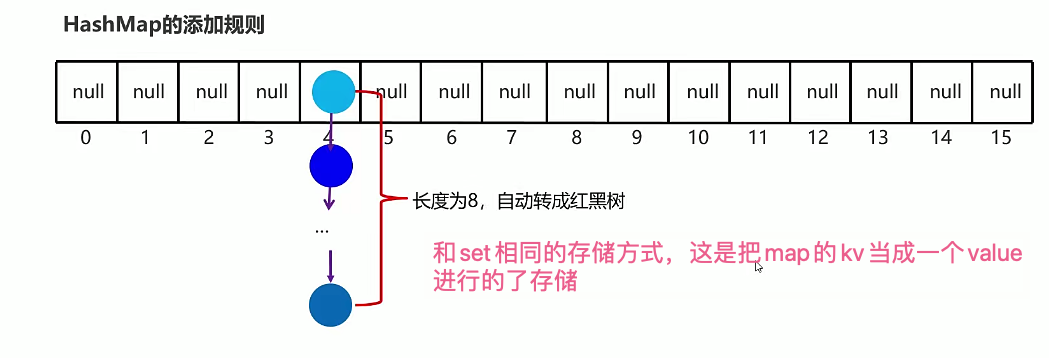 HashMap的添加规则
null null null null null null null null null null null null null null null
0 1 2 3 4 5 6 7 8 9 10 11 12 13 14 15
长度为8，自动转成红黑树
...
和set相同的存储方式，这是把map的kv当成一个value
进行的了存储